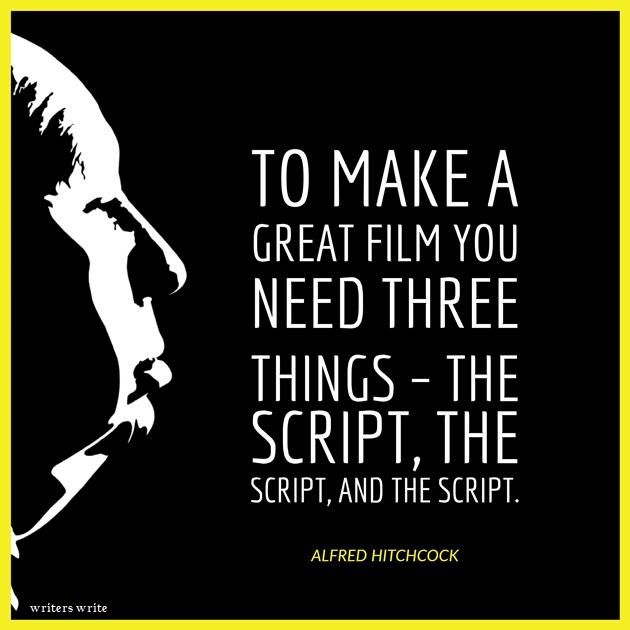 TO MAKE A
GREAT FILM YOU
NEED THREE
THINGS – THE
SCRIPT, THE
SCRIPT, AND THE SCRIPT.
ALFRED HITCHCOCK
writers write